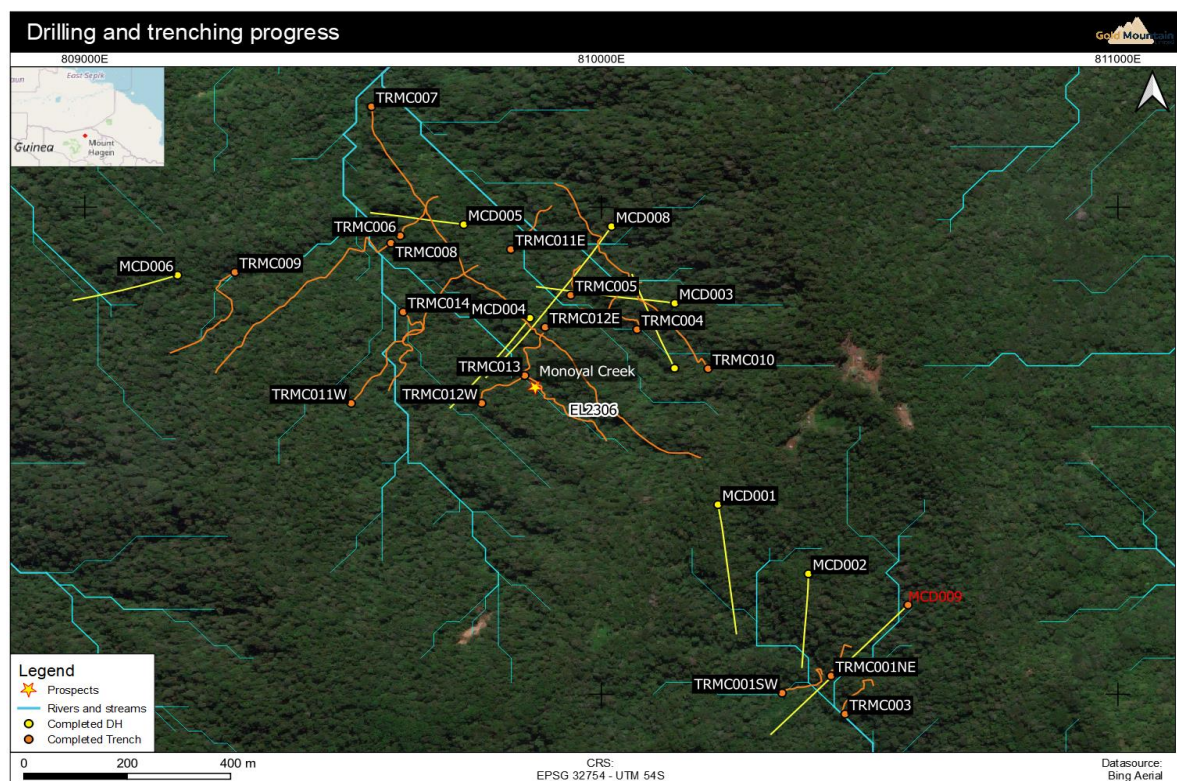 Drilling and trenching progress
Gold Mountain
809000E
810000E
811000E
East Sepik
Guinea
Mount
Hagen
TRMC007
MCD005
MCD008
TRMC006
TRMC011E
TRMC008
MCD006
TRMC009
TRMC005
MCD003
TRMC014
MCD004
TRMC012E
TRMC004
TRMC013
Monoyal Creek
TRMC010
TRMC011W
TRMC012W
EL2306
MCD001
MCD002
MCD009
TRMC001NE
TRMC001SW
TRMC003
Legend
Prospects
Rivers and streams
Completed DH
Completed Trench
0
200
400 m
CRS:
EPSG 32754 - UTM 54S
Datasource:
Bing Aerial